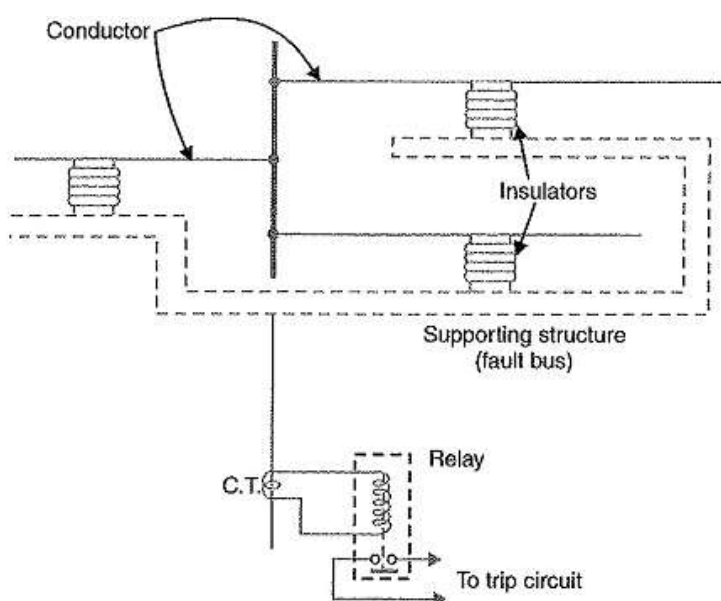 Conductor
Insulators
Supporting structure
(fault bus)
Relay
C.T.
To trip circuit